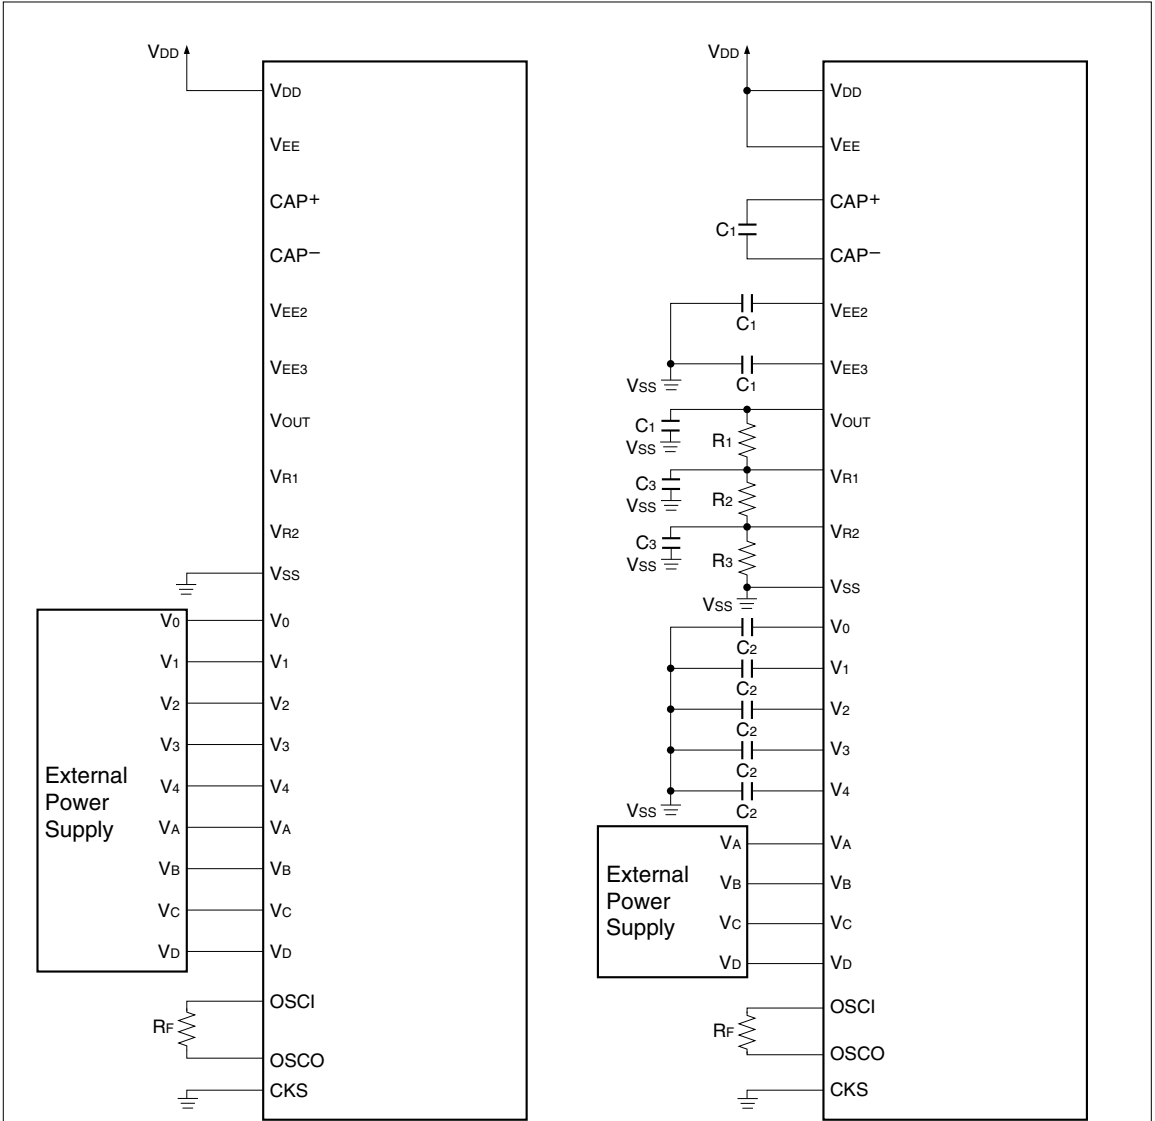 VDD
VDD
VEE
CAP+
CAP−
VEE2
VEE3
VOUT
VR1
VR2
VSS
External
Power
Supply
V0 V0
V1 V1
V2 V2
V3 V3
V4 V4
VA VA
VB VB
VC VC
VD VD
OSCI
RF
OSCO
CKS
VDD
VDD
VEE
CAP+
C1
CAP−
VEE2
C1
VEE3
VSS C1
VOUT
C1
VSS R1
VR1
C3
VSS R2
VR2
C3
VSS R3
VSS
VSS
V0
C2
V1
C2
V2
C2
V3
C2
V4
VSS C2
External
Power
Supply
VA VA
VB VB
VC VC
VD VD
OSCI
RF
OSCO
CKS